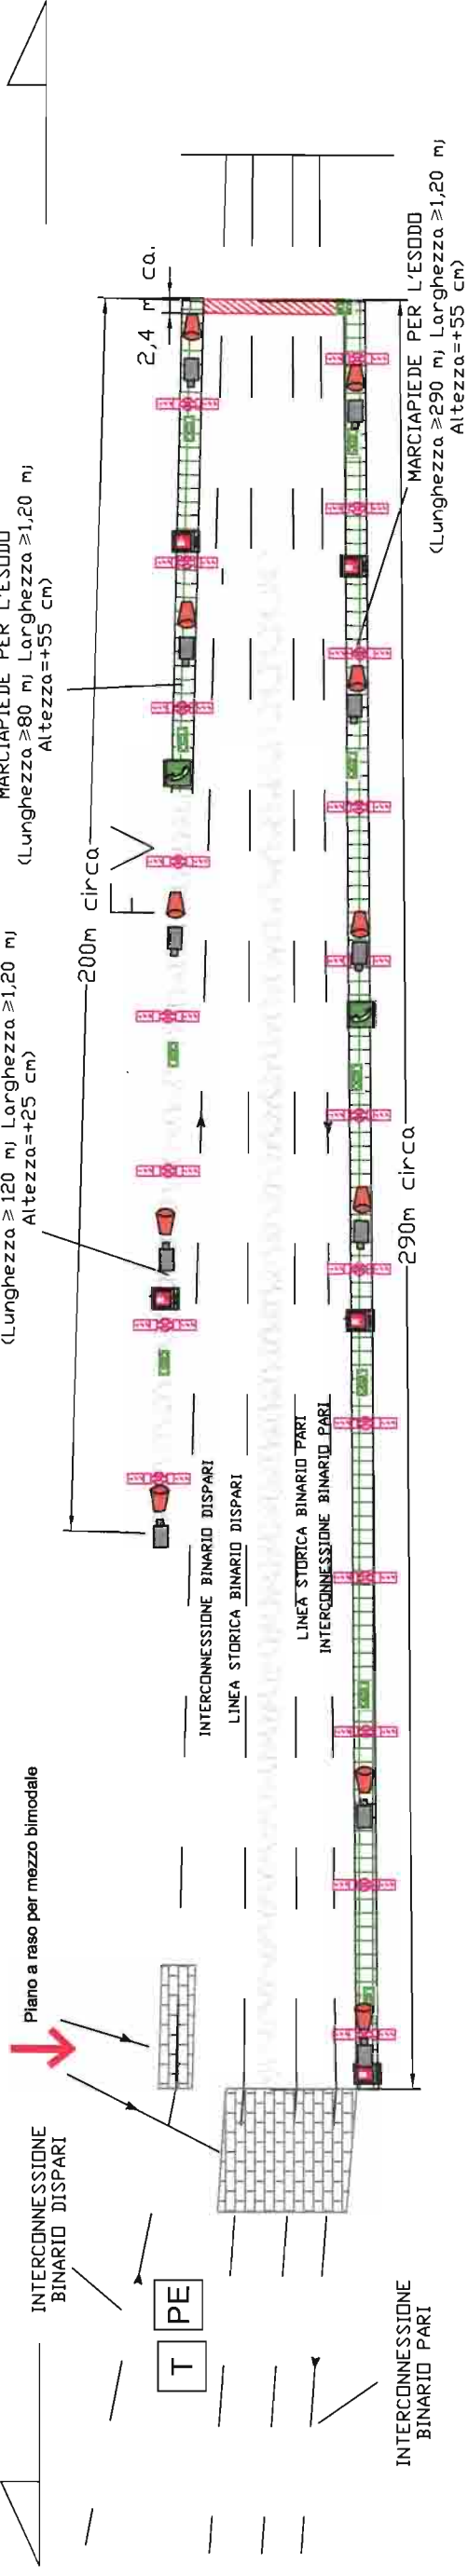 2,4 m ca.
MARCIAPIEDE PER L'ESODO
(Lunghezza ≥290 m; Larghezza ≥1,20 m;
Altezza=+55 cm)
MARCIAPIEDE PER L'ESODO
(Lunghezza ≥80 m; Larghezza ≥1,20 m;
Altezza=+55 cm)
200m circa
FV
(Lunghezza ≥ 120 m; Larghezza ≥1,20 m;
Altezza=+25 cm)
290m circa
INTERCONNESSIONE BINARIO DISPARI
LINEA STORICA BINARIO DISPARI
LINEA STORICA BINARIO PARI
INTERCONNESSIONE BINARIO PARI
Piano a raso per mezzo bimodale
INTERCONNESSIONE
BINARIO DISPARI
T
PE
INTERCONNESSIONE
BINARIO PARI